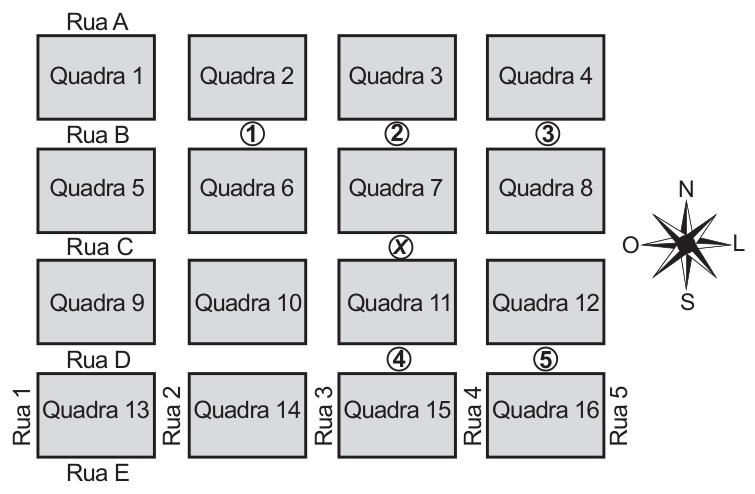 Rua A
Quadra 1 Quadra 2 Quadra 3 Quadra 4
Rua B 1 2 3
Quadra 5 Quadra 6 Quadra 7 Quadra 8
N
O L
S
Rua C X
Quadra 9 Quadra 10 Quadra 11 Quadra 12
Rua D 4 5
Rua 1 Quadra 13 Rua 2 Quadra 14 Rua 3 Quadra 15 Rua 4 Quadra 16 Rua 5
Rua E